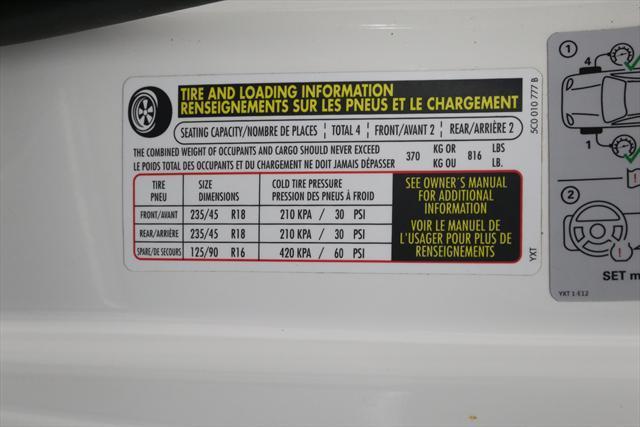 TIRE AND LOADING INFORMATION
RENSEIGNEMENTS SUR LES PNEUS ET LE CHARGEMENT
SEATING CAPACITY/NOMBRE DE PLACES TOTAL 4 FRONT/AVANT 2 REAR/ARRIÈRE 2
THE COMBINED WEIGHT OF OCCUPANTS AND CARGO SHOULD NEVER EXCEED 370 KG OR 816 LBS
LE POIDS TOTAL DES OCCUPANTS ET DU CHARGEMENT NE DOIT JAMAIS DÉPASSER KG OU LB.
TIRE SIZE COLD TIRE PRESSURE
PNEU DIMENSIONS PRESSION DES PNEUS À FROID
FRONT/AVANT 235/45 R18 210 KPA / 30 PSI
REAR/ARRIÈRE 235/45 R18 210 KPA / 30 PSI
SPARE/DE SECOURS 125/90 R16 420 KPA / 60 PSI
SEE OWNER'S MANUAL
FOR ADDITIONAL
INFORMATION
VOIR LE MANUEL DE
L'USAGER POUR PLUS DE
RENSEIGNEMENTS
5C0 010 777 B
YXT
1
4
1
2
SET m
YXT 1-E12